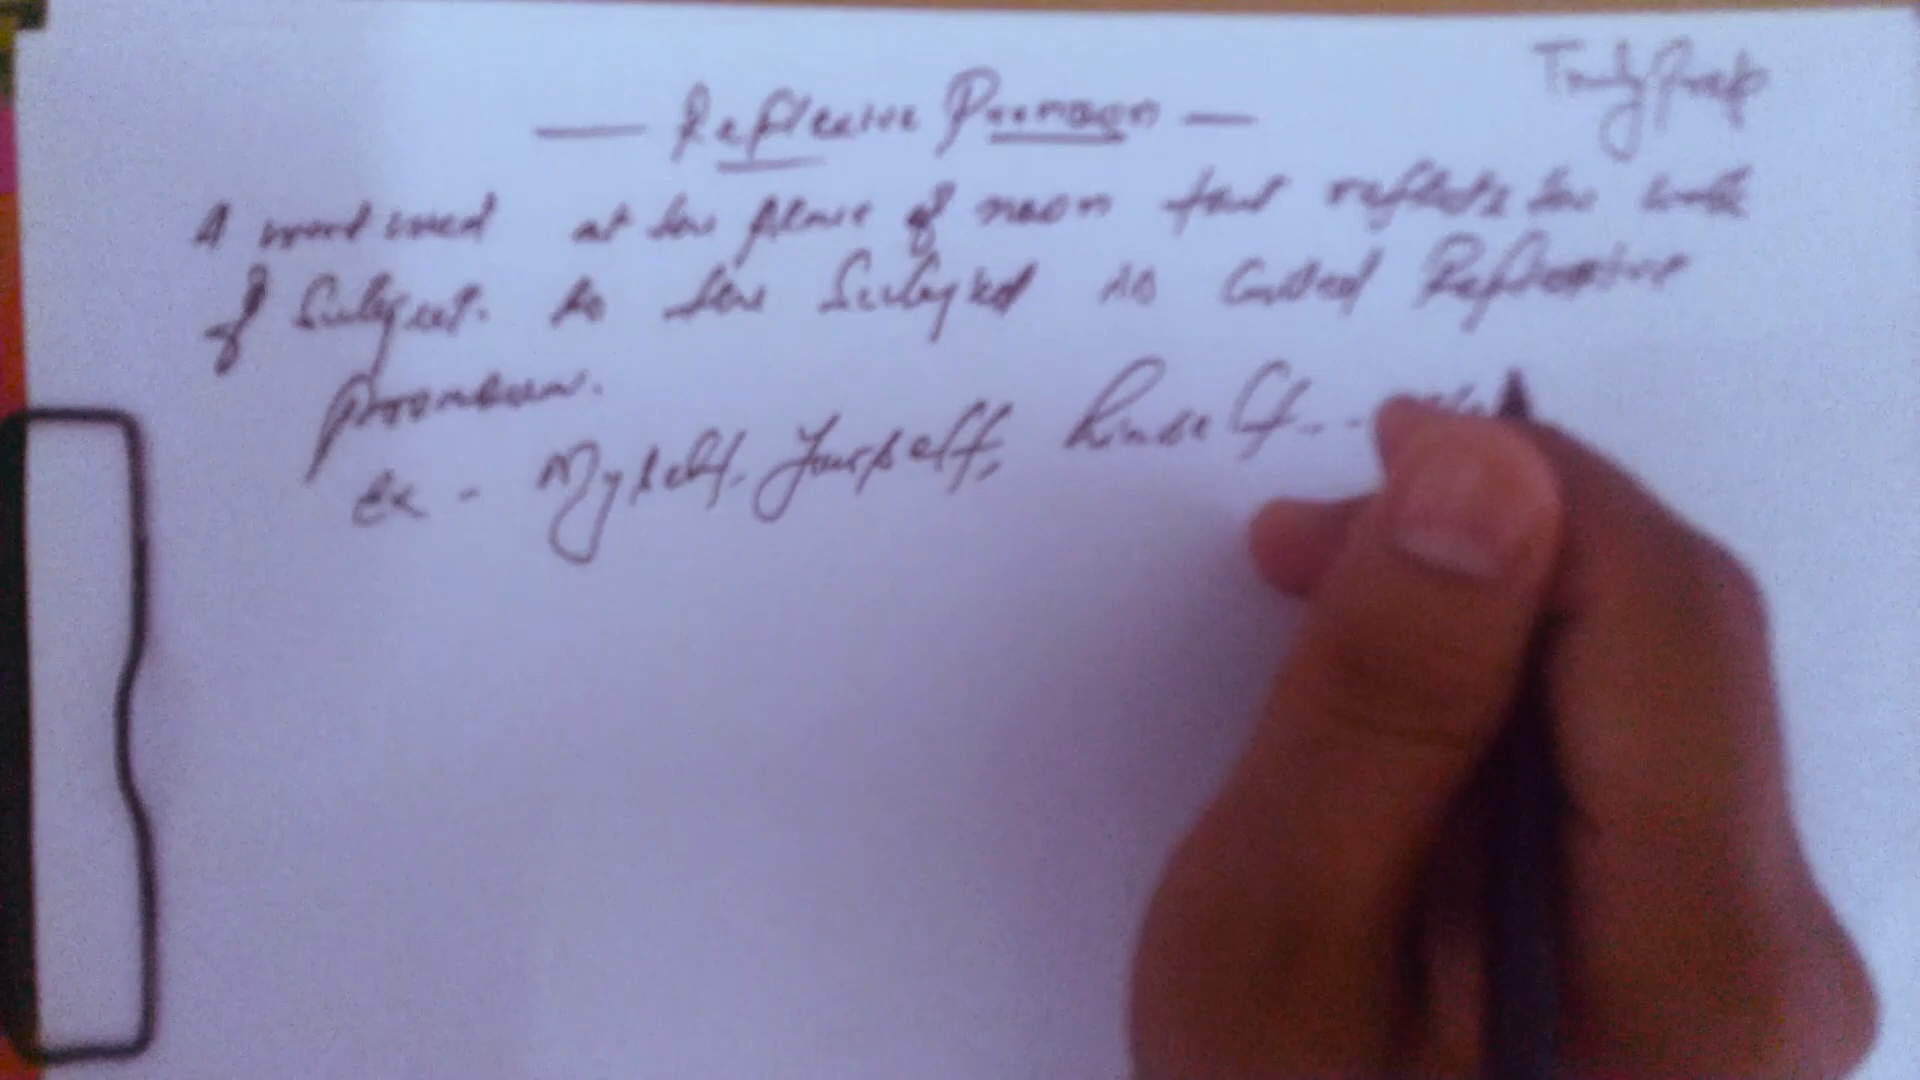 — Reflexive Pronoun —
A word used at the place of noon that reflects the work
of Subject. to the Subject is Called Reflexive
pronoun.
ex - Myself, Yourself, himself...